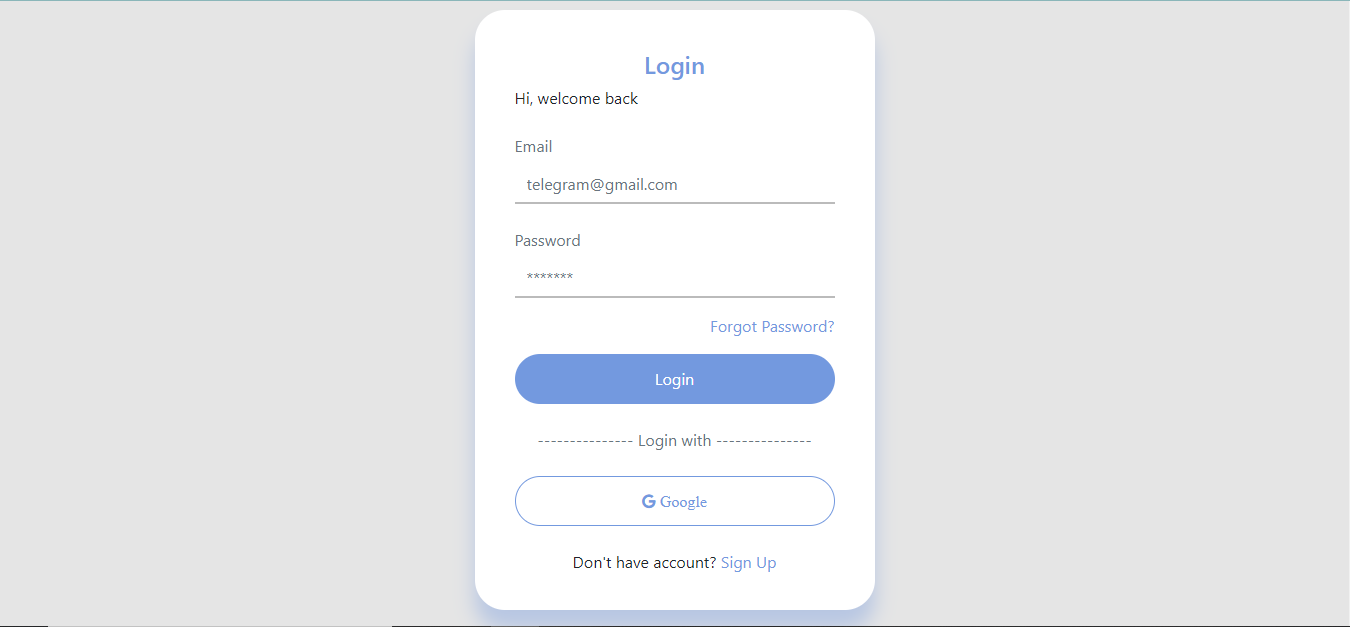 Login
Hi, welcome back
Email
telegram@gmail.com
Password
*******
Forgot Password?
Login
--------------- Login with ---------------
G Google
Don't have account? Sign Up